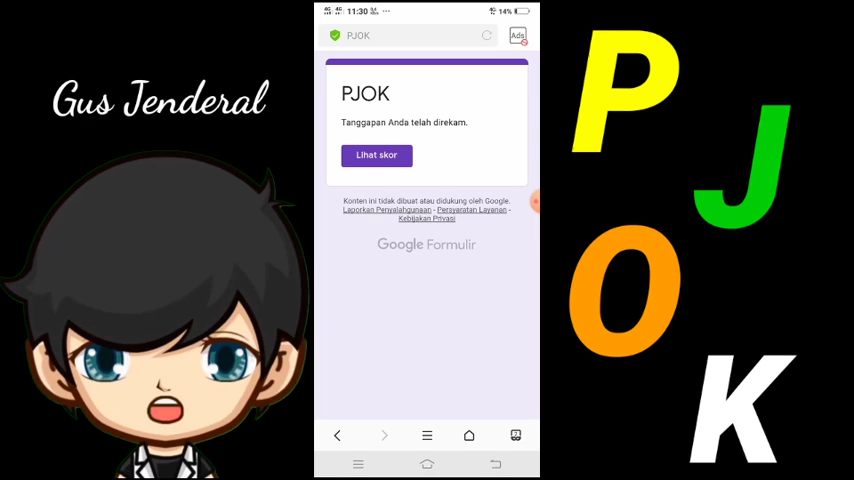 Gus Jenderal
11:30
14%
PJOK
Ads
PJOK
Tanggapan Anda telah direkam.
Lihat skor
Konten ini tidak dibuat atau didukung oleh Google.
Laporkan Penyalahgunaan - Persyaratan Layanan -
Kebijakan Privasi
Google Formulir
P
J
O
K